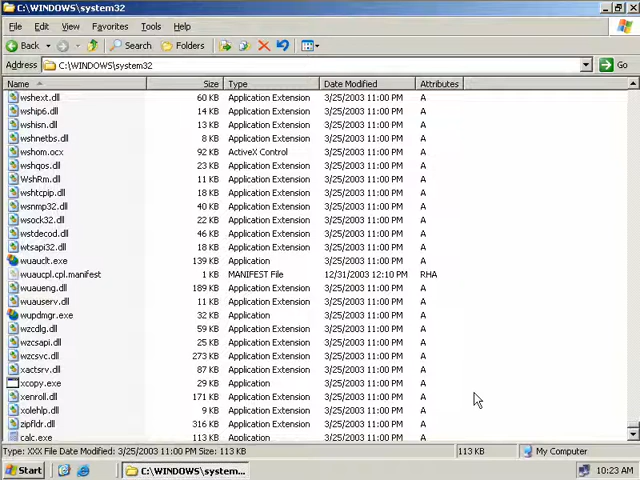 C:\WINDOWS\system32
File Edit View Favorites Tools Help
Back Search Folders
Address C:\WINDOWS\system32 Go
Name Size Type Date Modified Attributes
wshext.dll 60 KB Application Extension 3/25/2003 11:00 PM A
wship6.dll 14 KB Application Extension 3/25/2003 11:00 PM A
wshisn.dll 13 KB Application Extension 3/25/2003 11:00 PM A
wshnetbs.dll 8 KB Application Extension 3/25/2003 11:00 PM A
wshom.ocx 92 KB ActiveX Control 3/25/2003 11:00 PM A
wshqos.dll 23 KB Application Extension 3/25/2003 11:00 PM A
WshRm.dll 11 KB Application Extension 3/25/2003 11:00 PM A
wshtcpip.dll 18 KB Application Extension 3/25/2003 11:00 PM A
wsnmp32.dll 40 KB Application Extension 3/25/2003 11:00 PM A
wsock32.dll 22 KB Application Extension 3/25/2003 11:00 PM A
wstdecod.dll 46 KB Application Extension 3/25/2003 11:00 PM A
wtsapi32.dll 18 KB Application Extension 3/25/2003 11:00 PM A
wuauclt.exe 139 KB Application 3/25/2003 11:00 PM A
wuaucpl.cpl.manifest 1 KB MANIFEST File 12/31/2003 12:10 PM RHA
wuaueng.dll 189 KB Application Extension 3/25/2003 11:00 PM A
wuauserv.dll 11 KB Application Extension 3/25/2003 11:00 PM A
wupdmgr.exe 32 KB Application 3/25/2003 11:00 PM A
wzcdlg.dll 59 KB Application Extension 3/25/2003 11:00 PM A
wzcsapi.dll 25 KB Application Extension 3/25/2003 11:00 PM A
wzcsvc.dll 273 KB Application Extension 3/25/2003 11:00 PM A
xactsrv.dll 87 KB Application Extension 3/25/2003 11:00 PM A
xcopy.exe 29 KB Application 3/25/2003 11:00 PM A
xenroll.dll 171 KB Application Extension 3/25/2003 11:00 PM A
xolehlp.dll 9 KB Application Extension 3/25/2003 11:00 PM A
zipfldr.dll 316 KB Application Extension 3/25/2003 11:00 PM A
calc.exe 113 KB Application 3/25/2003 11:00 PM A
Type: XXX File Date Modified: 3/25/2003 11:00 PM Size: 113 KB 113 KB My Computer
Start C:\WINDOWS\system... 10:23 AM